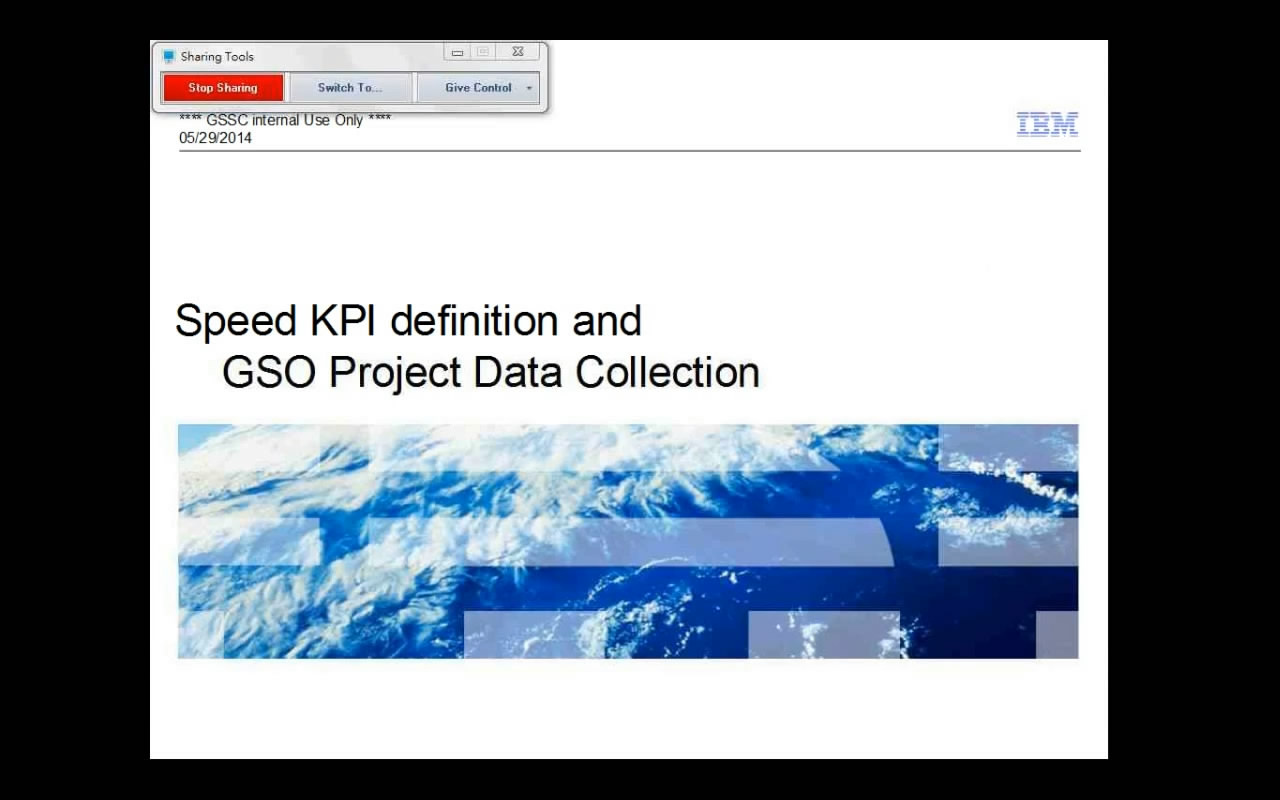 Sharing Tools
Stop Sharing
Switch To...
Give Control
**** GSSC internal Use Only ****
05/29/2014
IBM
Speed KPI definition and
GSO Project Data Collection